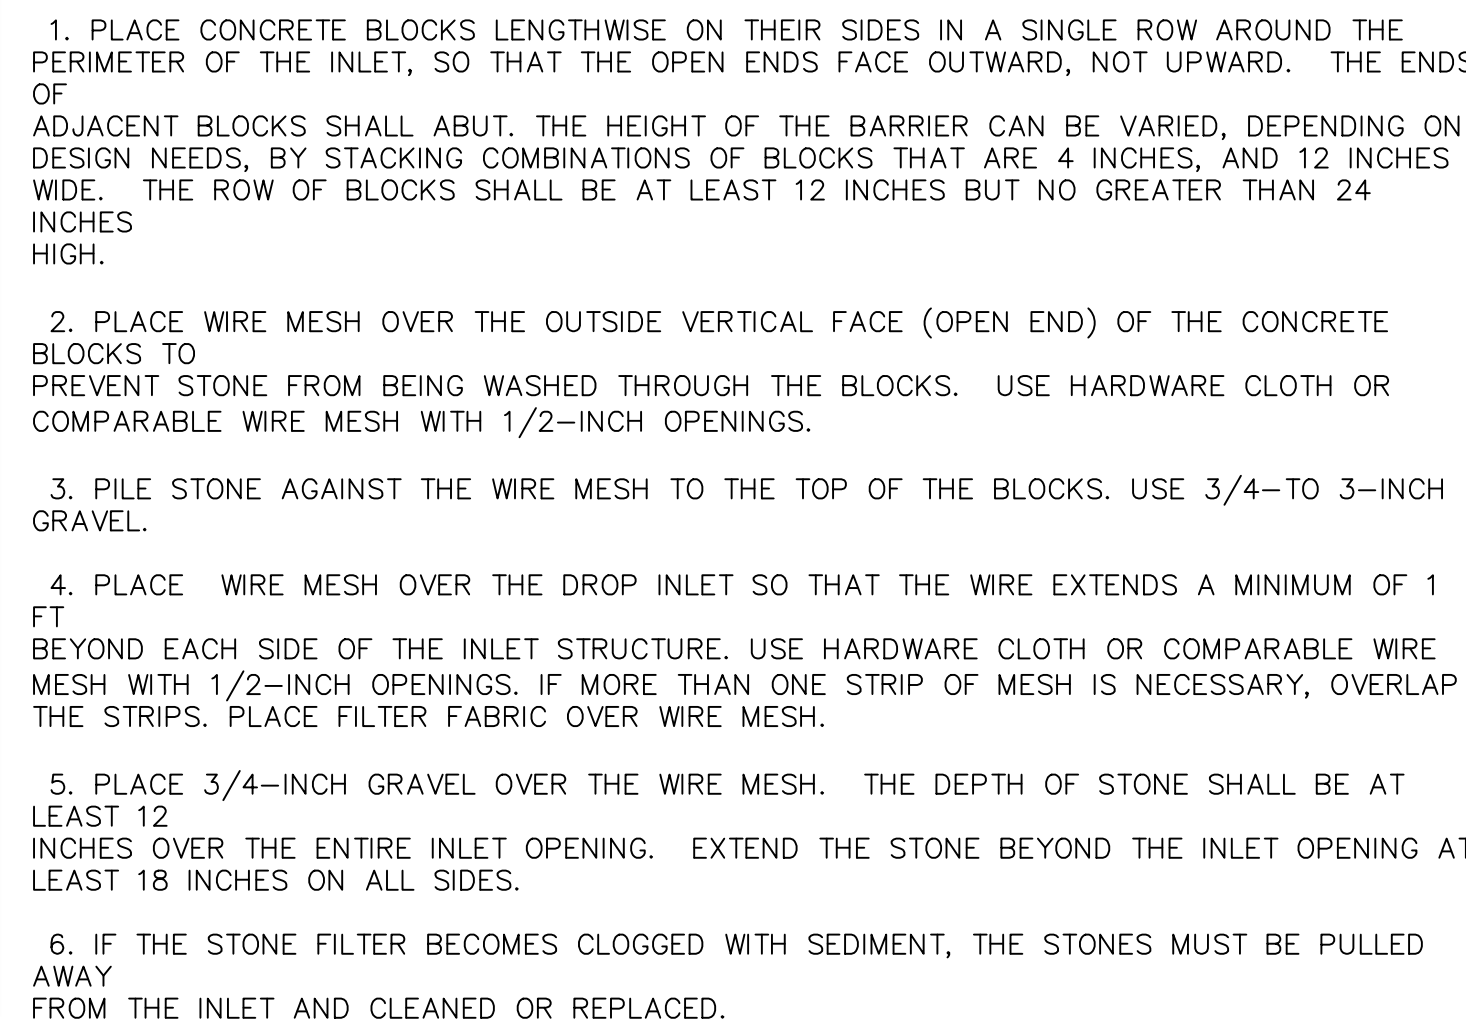 1. PLACE CONCRETE BLOCKS LENGTHWISE ON THEIR SIDES IN A SINGLE ROW AROUND THE
PERIMETER OF THE INLET, SO THAT THE OPEN ENDS FACE OUTWARD, NOT UPWARD. THE ENDS
OF
ADJACENT BLOCKS SHALL ABUT. THE HEIGHT OF THE BARRIER CAN BE VARIED, DEPENDING ON
DESIGN NEEDS, BY STACKING COMBINATIONS OF BLOCKS THAT ARE 4 INCHES, AND 12 INCHES
WIDE. THE ROW OF BLOCKS SHALL BE AT LEAST 12 INCHES BUT NO GREATER THAN 24
INCHES
HIGH.
2. PLACE WIRE MESH OVER THE OUTSIDE VERTICAL FACE (OPEN END) OF THE CONCRETE
BLOCKS TO
PREVENT STONE FROM BEING WASHED THROUGH THE BLOCKS. USE HARDWARE CLOTH OR
COMPARABLE WIRE MESH WITH 1/2-INCH OPENINGS.
3. PILE STONE AGAINST THE WIRE MESH TO THE TOP OF THE BLOCKS. USE 3/4-TO 3-INCH
GRAVEL.
4. PLACE WIRE MESH OVER THE DROP INLET SO THAT THE WIRE EXTENDS A MINIMUM OF 1
FT
BEYOND EACH SIDE OF THE INLET STRUCTURE. USE HARDWARE CLOTH OR COMPARABLE WIRE
MESH WITH 1/2-INCH OPENINGS. IF MORE THAN ONE STRIP OF MESH IS NECESSARY, OVERLAP
THE STRIPS. PLACE FILTER FABRIC OVER WIRE MESH.
5. PLACE 3/4-INCH GRAVEL OVER THE WIRE MESH. THE DEPTH OF STONE SHALL BE AT
LEAST 12
INCHES OVER THE ENTIRE INLET OPENING. EXTEND THE STONE BEYOND THE INLET OPENING AT
LEAST 18 INCHES ON ALL SIDES.
6. IF THE STONE FILTER BECOMES CLOGGED WITH SEDIMENT, THE STONES MUST BE PULLED
AWAY
FROM THE INLET AND CLEANED OR REPLACED.